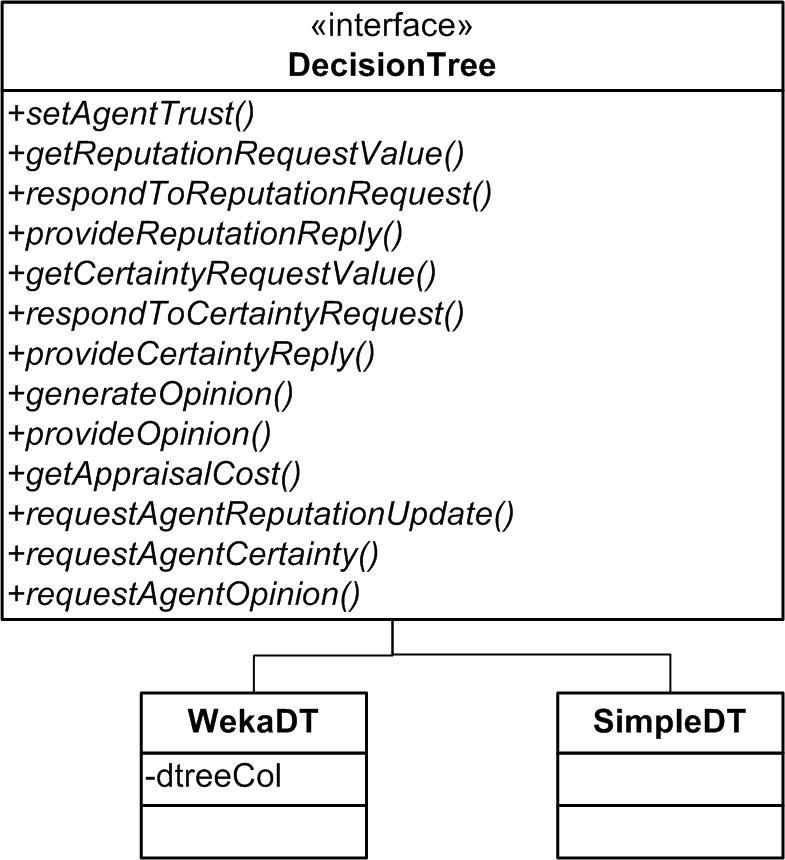 «interface»
DecisionTree
+setAgentTrust()
+getReputationRequestValue()
+respondToReputationRequest()
+provideReputationReply()
+getCertaintyRequestValue()
+respondToCertaintyRequest()
+provideCertaintyReply()
+generateOpinion()
+provideOpinion()
+getAppraisalCost()
+requestAgentReputationUpdate()
+requestAgentCertainty()
+requestAgentOpinion()
WekaDT
-dtreeCol
SimpleDT